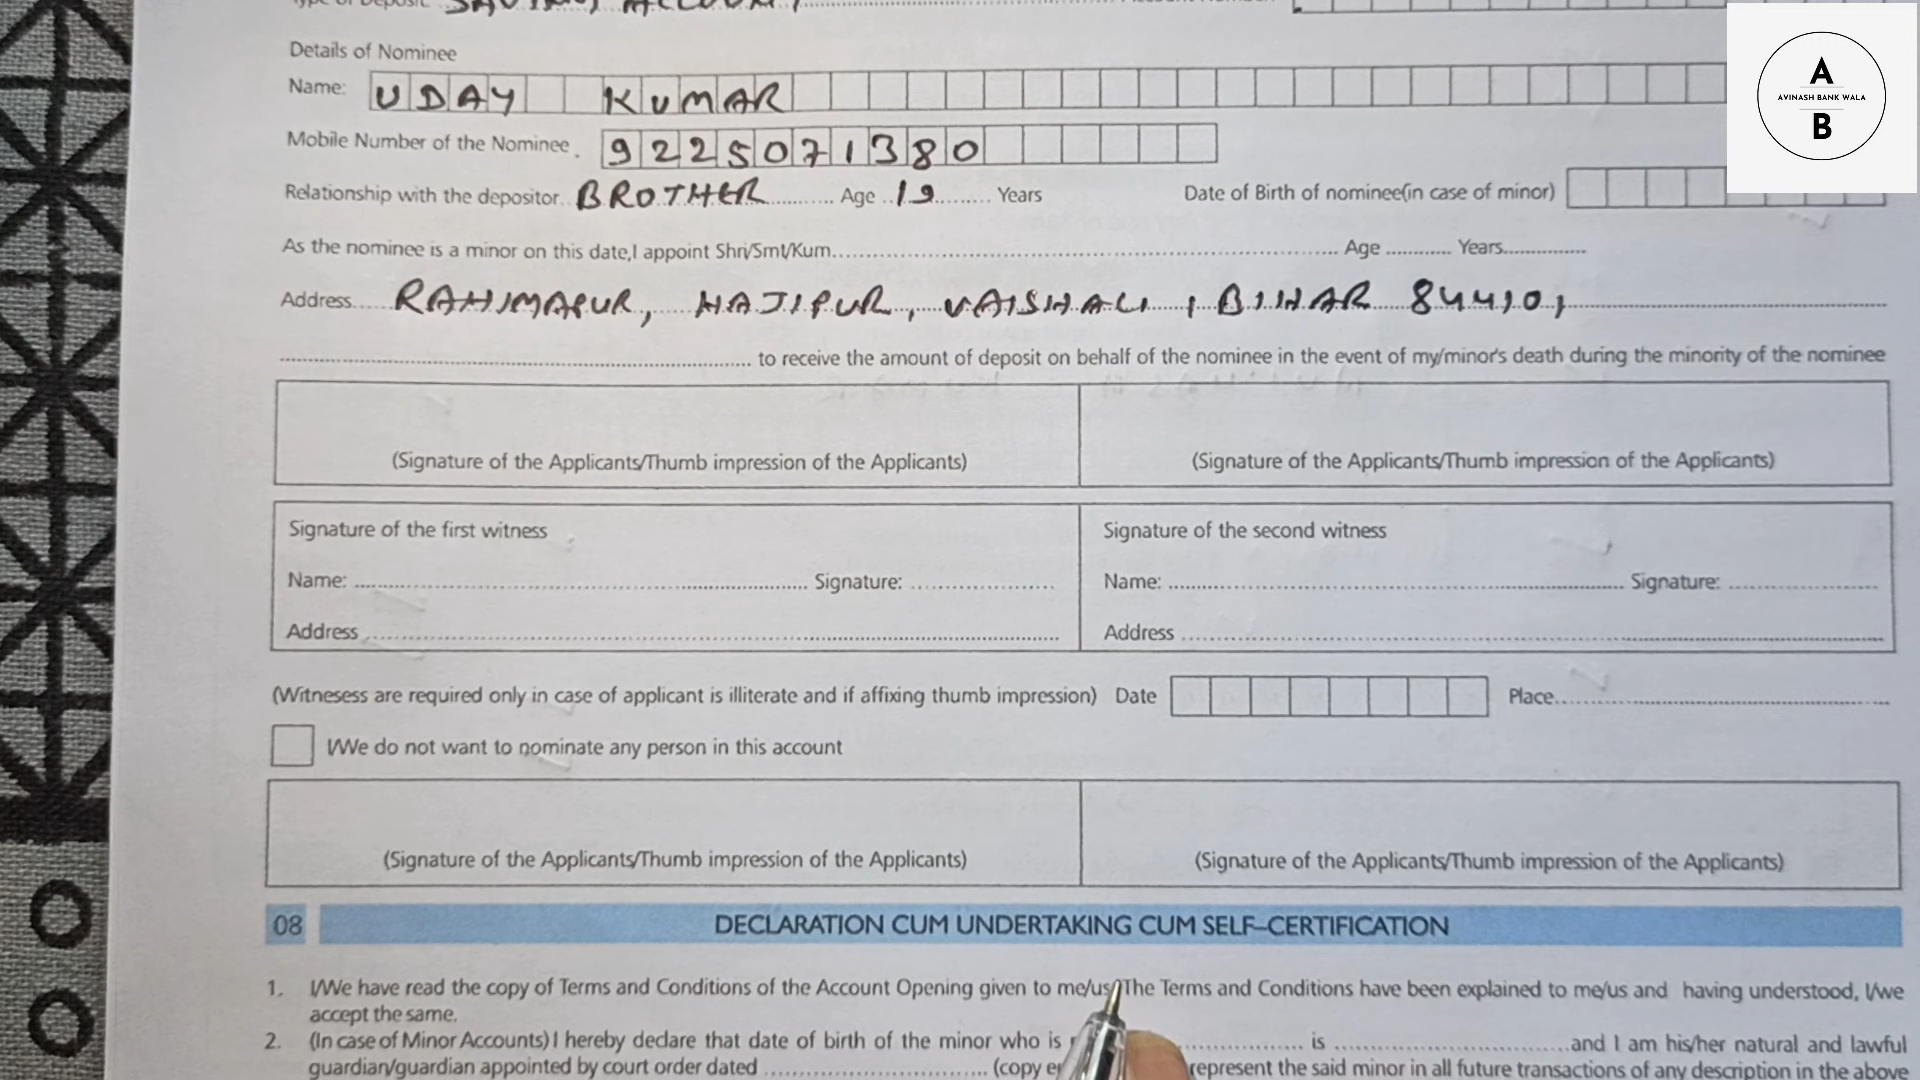 Type of Deposit. SAVING ACCOUNT
Details of Nominee
Name: UDAY KUMAR
Mobile Number of the Nominee. 9225071380
Relationship with the depositor. BROTHER Age 19 Years Date of Birth of nominee(in case of minor)
As the nominee is a minor on this date,I appoint Shri/Smt/Kum. Age Years
Address RAHIMAPUR, HAJIPUR, VAISHALI, BIHAR 844101
to receive the amount of deposit on behalf of the nominee in the event of my/minor's death during the minority of the nominee
(Signature of the Applicants/Thumb impression of the Applicants) (Signature of the Applicants/Thumb impression of the Applicants)
Signature of the first witness Signature of the second witness
Name: Signature: Name: Signature:
Address Address
(Witnesess are required only in case of applicant is illiterate and if affixing thumb impression) Date Place
I/We do not want to nominate any person in this account
(Signature of the Applicants/Thumb impression of the Applicants) (Signature of the Applicants/Thumb impression of the Applicants)
08 DECLARATION CUM UNDERTAKING CUM SELF-CERTIFICATION
1. I/We have read the copy of Terms and Conditions of the Account Opening given to me/us The Terms and Conditions have been explained to me/us and having understood, I/we
accept the same.
2. (In case of Minor Accounts) I hereby declare that date of birth of the minor who is is and I am his/her natural and lawful
guardian/guardian appointed by court order dated (copy represent the said minor in all future transactions of any description in the above
A
AVINASH BANK WALA
B